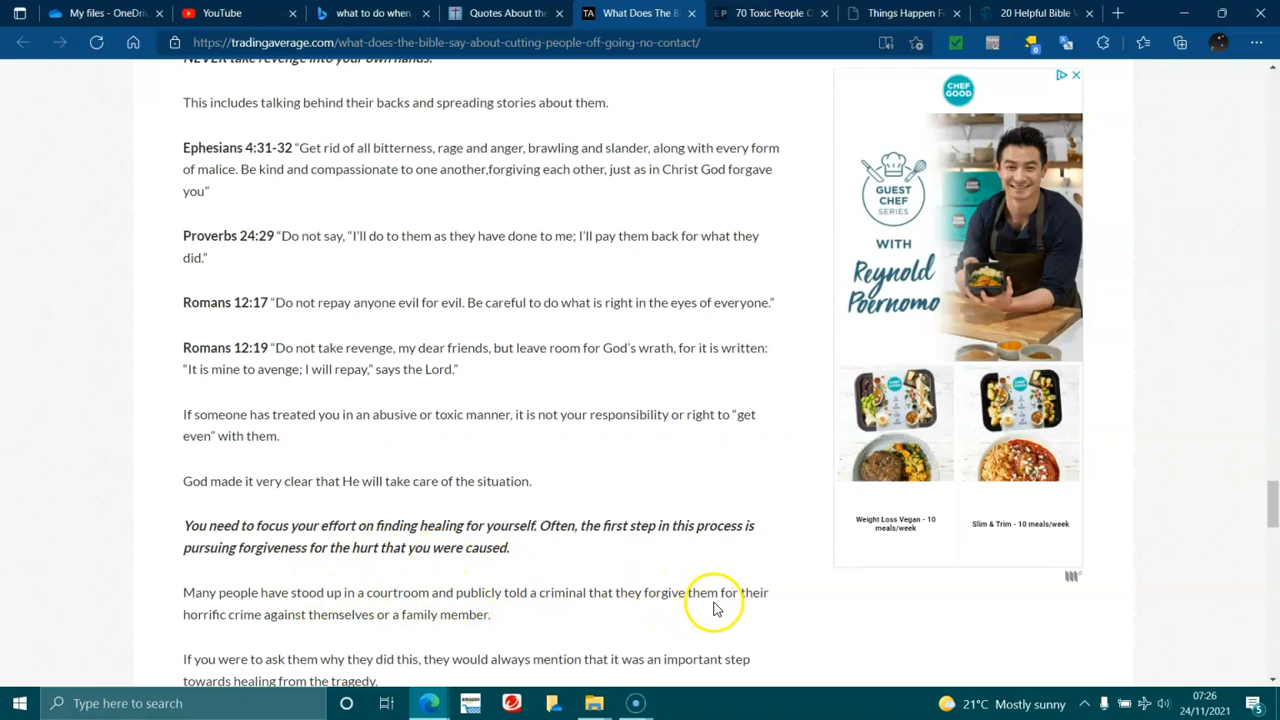 My files - OneDri
YouTube
what to do when
Quotes About the
What Does The B
70 Toxic People C
Things Happen F
20 Helpful Bible V
https://tradingaverage.com/what-does-the-bible-say-about-cutting-people-off-going-no-contact/
NEVER take revenge into your own hands.
This includes talking behind their backs and spreading stories about them.
Ephesians 4:31-32 “Get rid of all bitterness, rage and anger, brawling and slander, along with every form
of malice. Be kind and compassionate to one another,forgiving each other, just as in Christ God forgave
you”
Proverbs 24:29 “Do not say, “I’ll do to them as they have done to me; I’ll pay them back for what they
did.”
Romans 12:17 “Do not repay anyone evil for evil. Be careful to do what is right in the eyes of everyone.”
Romans 12:19 “Do not take revenge, my dear friends, but leave room for God’s wrath, for it is written:
“It is mine to avenge; I will repay,” says the Lord.”
If someone has treated you in an abusive or toxic manner, it is not your responsibility or right to “get
even” with them.
God made it very clear that He will take care of the situation.
You need to focus your effort on finding healing for yourself. Often, the first step in this process is
pursuing forgiveness for the hurt that you were caused.
Many people have stood up in a courtroom and publicly told a criminal that they forgive them for their
horrific crime against themselves or a family member.
If you were to ask them why they did this, they would always mention that it was an important step
towards healing from the tragedy.
CHEF
GOOD
GUEST
CHEF
SERIES
WITH
Reynold
Poernomo
Weight Loss Vegan - 10
meals/week
Slim & Trim - 10 meals/week
Type here to search
21°C Mostly sunny
07:26
24/11/2021
5